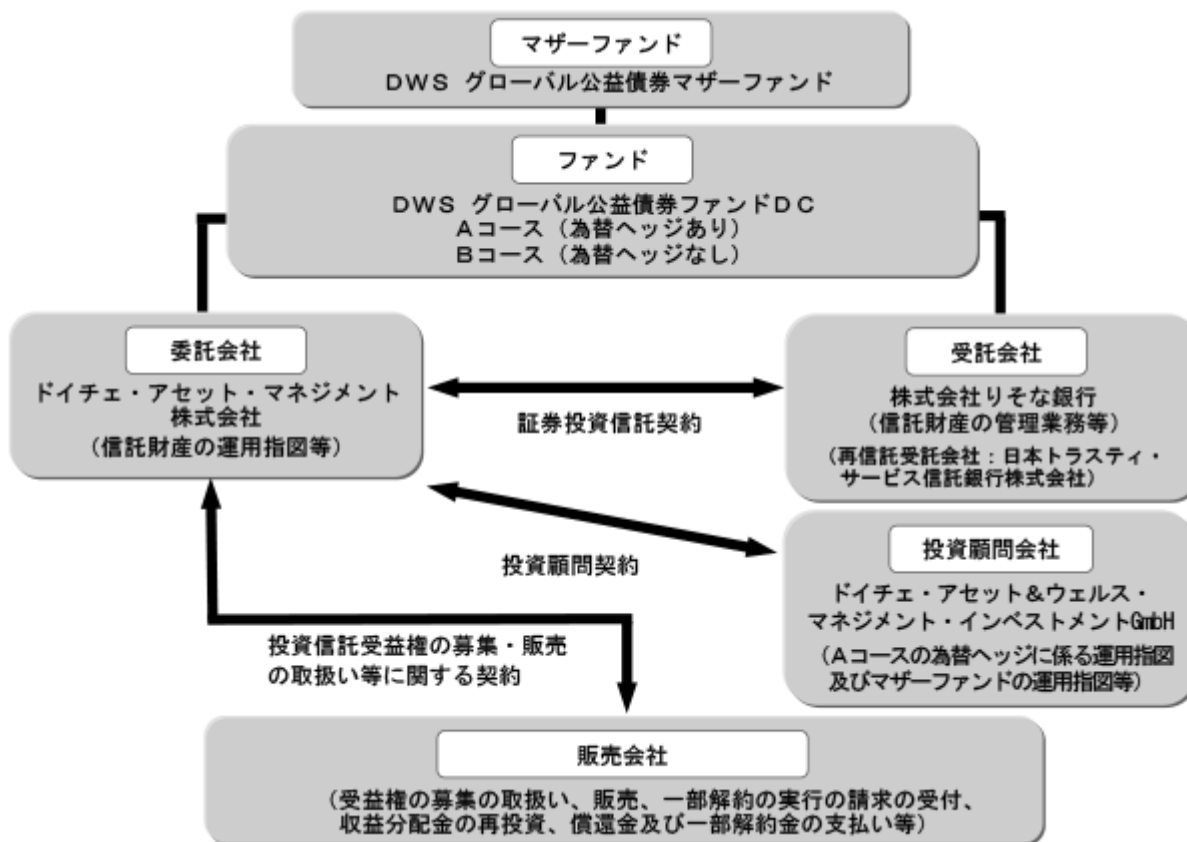 マザーファンド
DWS グローバル公益債券マザーファンド
ファンド
DWS グローバル公益債券ファンドDC
Aコース(為替ヘッジあり)
Bコース(為替ヘッジなし)
委託会社
ドイチェ・アセット・マネジメント
株式会社
(信託財産の運用指図等)
証券投資信託契約
受託会社
株式会社りそな銀行
(信託財産の管理業務等)
(再信託受託会社:日本トラスティ・
サービス信託銀行株式会社)
投資顧問契約
投資顧問会社
ドイチェ・アセット&ウェルス・
マネジメント・インベストメントGmbH
(Aコースの為替ヘッジに係る運用指図
及びマザーファンドの運用指図等)
投資信託受益権の募集・販売
の取扱い等に関する契約
販売会社
(受益権の募集の取扱い、販売、一部解約の実行の請求の受付、
収益分配金の再投資、償還金及び一部解約金の支払い等)